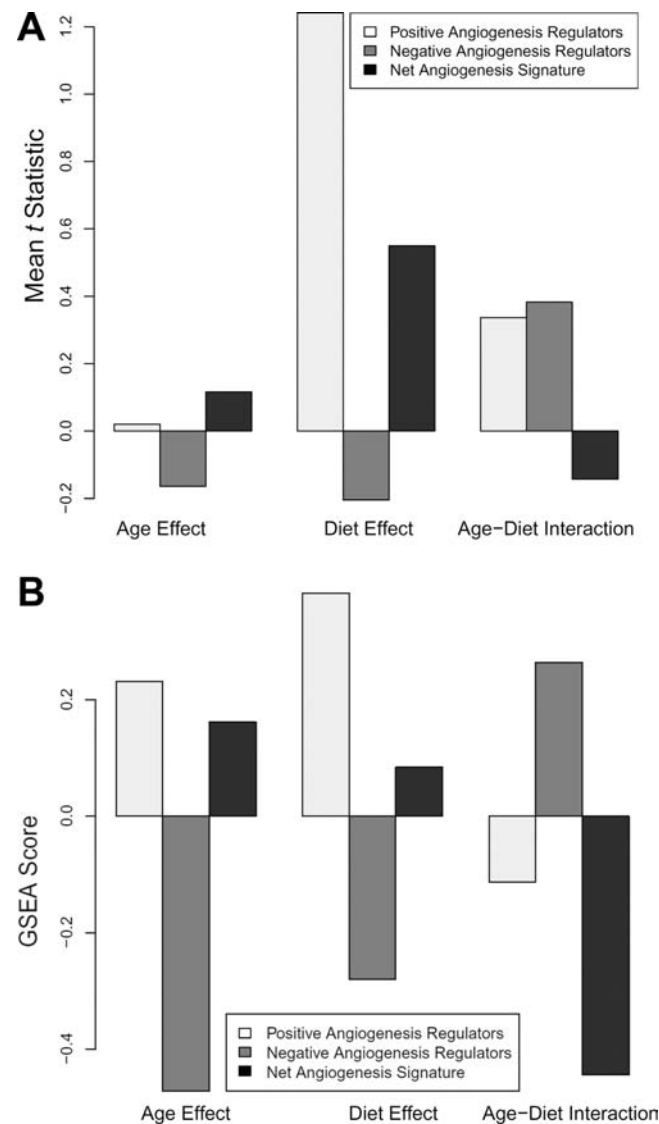 A
Positive Angiogenesis Regulators
Negative Angiogenesis Regulators
Net Angiogenesis Signature
Mean t Statistic
1.2
1.0
0.8
0.6
0.4
0.2
0.0
−0.2
Age Effect
Diet Effect
Age−Diet Interaction
B
GSEA Score
0.2
0.0
−0.2
−0.4
Positive Angiogenesis Regulators
Negative Angiogenesis Regulators
Net Angiogenesis Signature
Age Effect
Diet Effect
Age−Diet Interaction